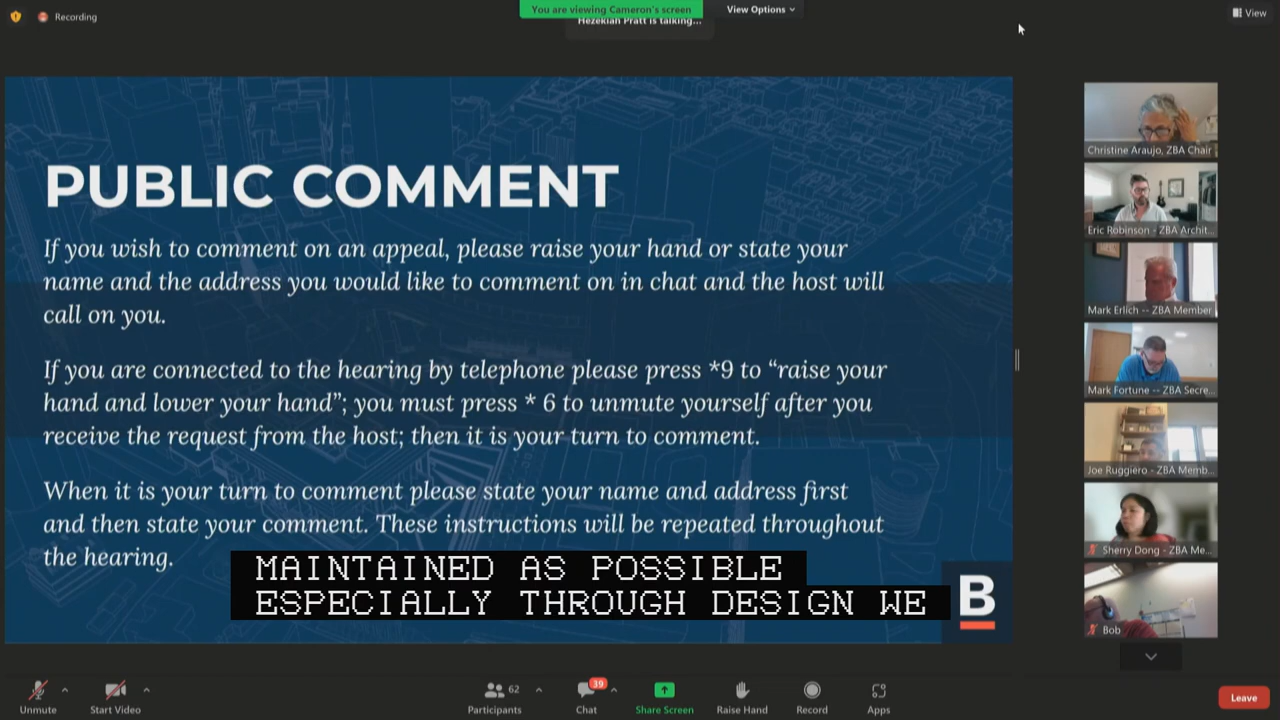 Recording
You are viewing Cameron's screen
View Options
Hezekiah Pratt is talking...
View
PUBLIC COMMENT
If you wish to comment on an appeal, please raise your hand or state your
name and the address you would like to comment on in chat and the host will
call on you.
If you are connected to the hearing by telephone please press *9 to “raise your
hand and lower your hand”; you must press * 6 to unmute yourself after you
receive the request from the host; then it is your turn to comment.
When it is your turn to comment please state your name and address first
and then state your comment. These instructions will be repeated throughout
the hearing.
MAINTAINED AS POSSIBLE
ESPECIALLY THROUGH DESIGN WE
B
Christine Araujo, ZBA Chair
Eric Robinson - ZBA Archit...
Mark Erlich -- ZBA Member
Mark Fortune -- ZBA Secre...
Joe Ruggiero - ZBA Memb...
Sherry Dong - ZBA Me...
Bob
Unmute
Start Video
62
Participants
39
Chat
Share Screen
Raise Hand
Record
Apps
Leave